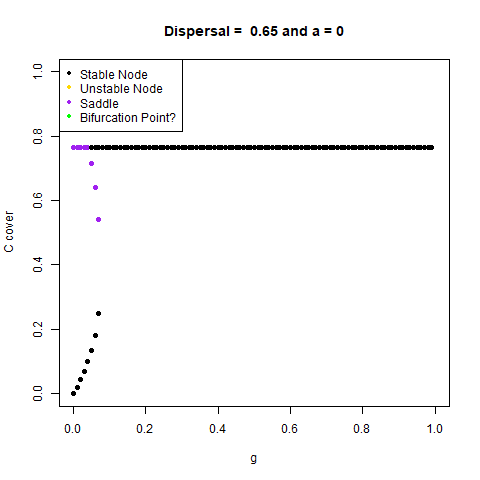 Dispersal =  0.65 and a = 0
Stable Node
Unstable Node
Saddle
Bifurcation Point?
1.0
0.8
0.6
0.4
0.2
0.0
C cover
0.0 0.2 0.4 0.6 0.8 1.0
g